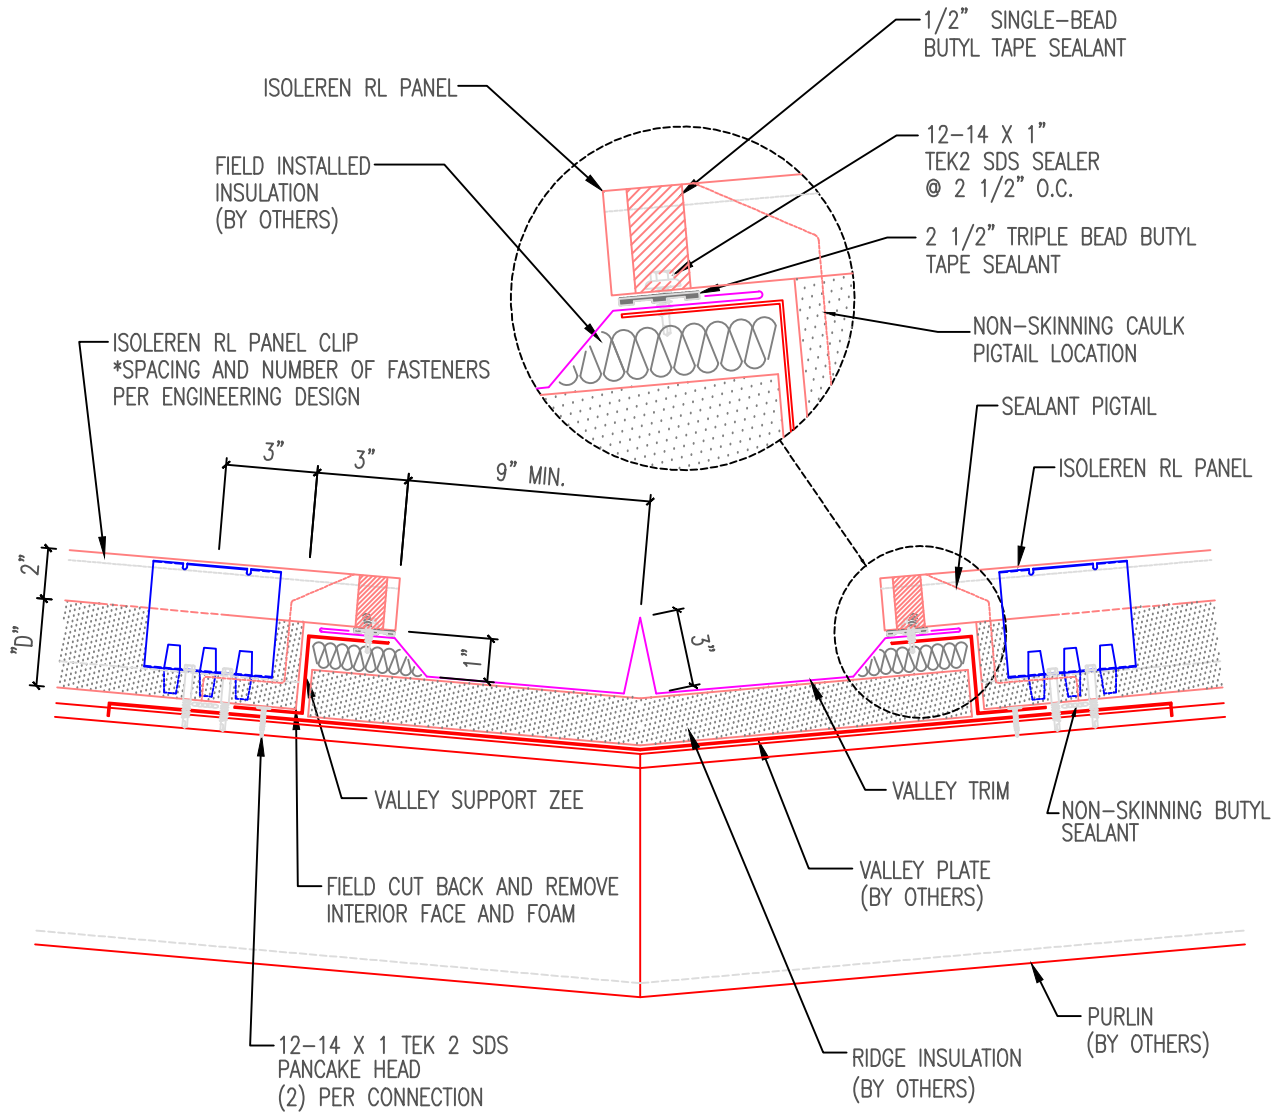 1/2” SINGLE-BEAD
BUTYL TAPE SEALANT
ISOLEREN RL PANEL
12-14 X 1”
TEK2 SDS SEALER
@ 2 1/2” O.C.
FIELD INSTALLED
INSULATION
(BY OTHERS)
2 1/2” TRIPLE BEAD BUTYL
TAPE SEALANT
NON-SKINNING CAULK
PIGTAIL LOCATION
ISOLEREN RL PANEL CLIP
*SPACING AND NUMBER OF FASTENERS
PER ENGINEERING DESIGN
SEALANT PIGTAIL
3”
3”
9” MIN.
ISOLEREN RL PANEL
2”
"D"
1”
3”
VALLEY SUPPORT ZEE
VALLEY TRIM
NON-SKINNING BUTYL
SEALANT
VALLEY PLATE
(BY OTHERS)
FIELD CUT BACK AND REMOVE
INTERIOR FACE AND FOAM
PURLIN
(BY OTHERS)
12-14 X 1 TEK 2 SDS
PANCAKE HEAD
(2) PER CONNECTION
RIDGE INSULATION
(BY OTHERS)